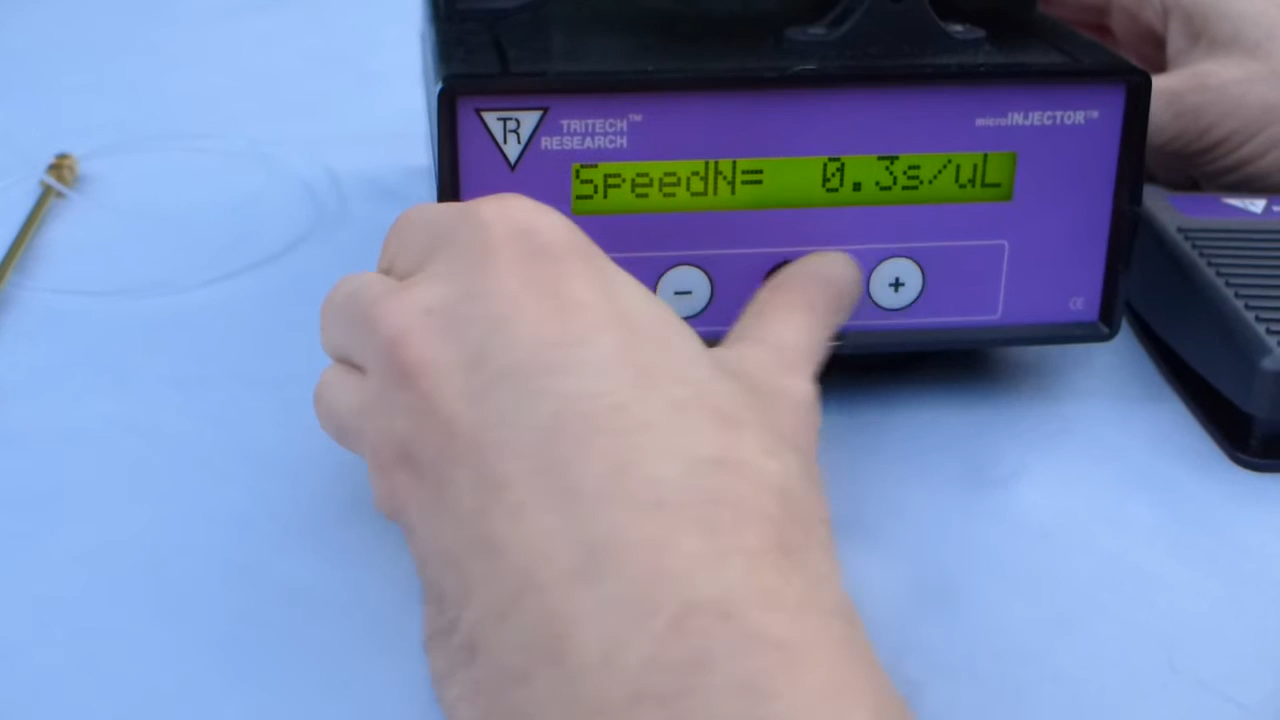 TR
TRITECH™
RESEARCH
microINJECTOR™
SpeedN= 0.3s/uL
−
+
CE